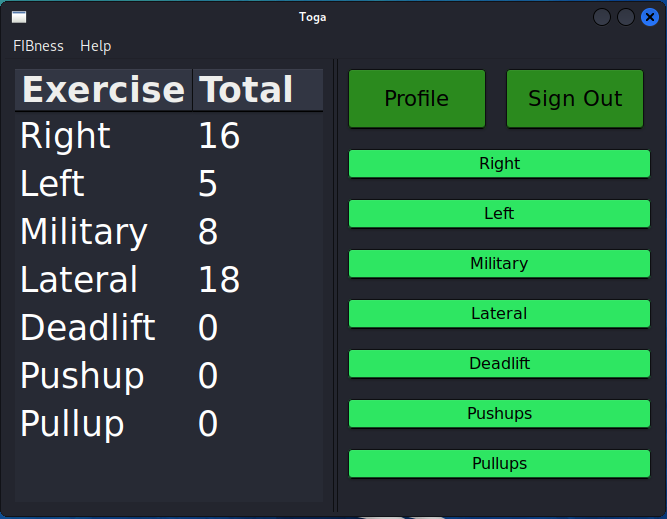 Toga
FIBness Help
Exercise Total
Right 16
Left 5
Military 8
Lateral 18
Deadlift 0
Pushup 0
Pullup 0
Profile Sign Out
Right
Left
Military
Lateral
Deadlift
Pushups
Pullups